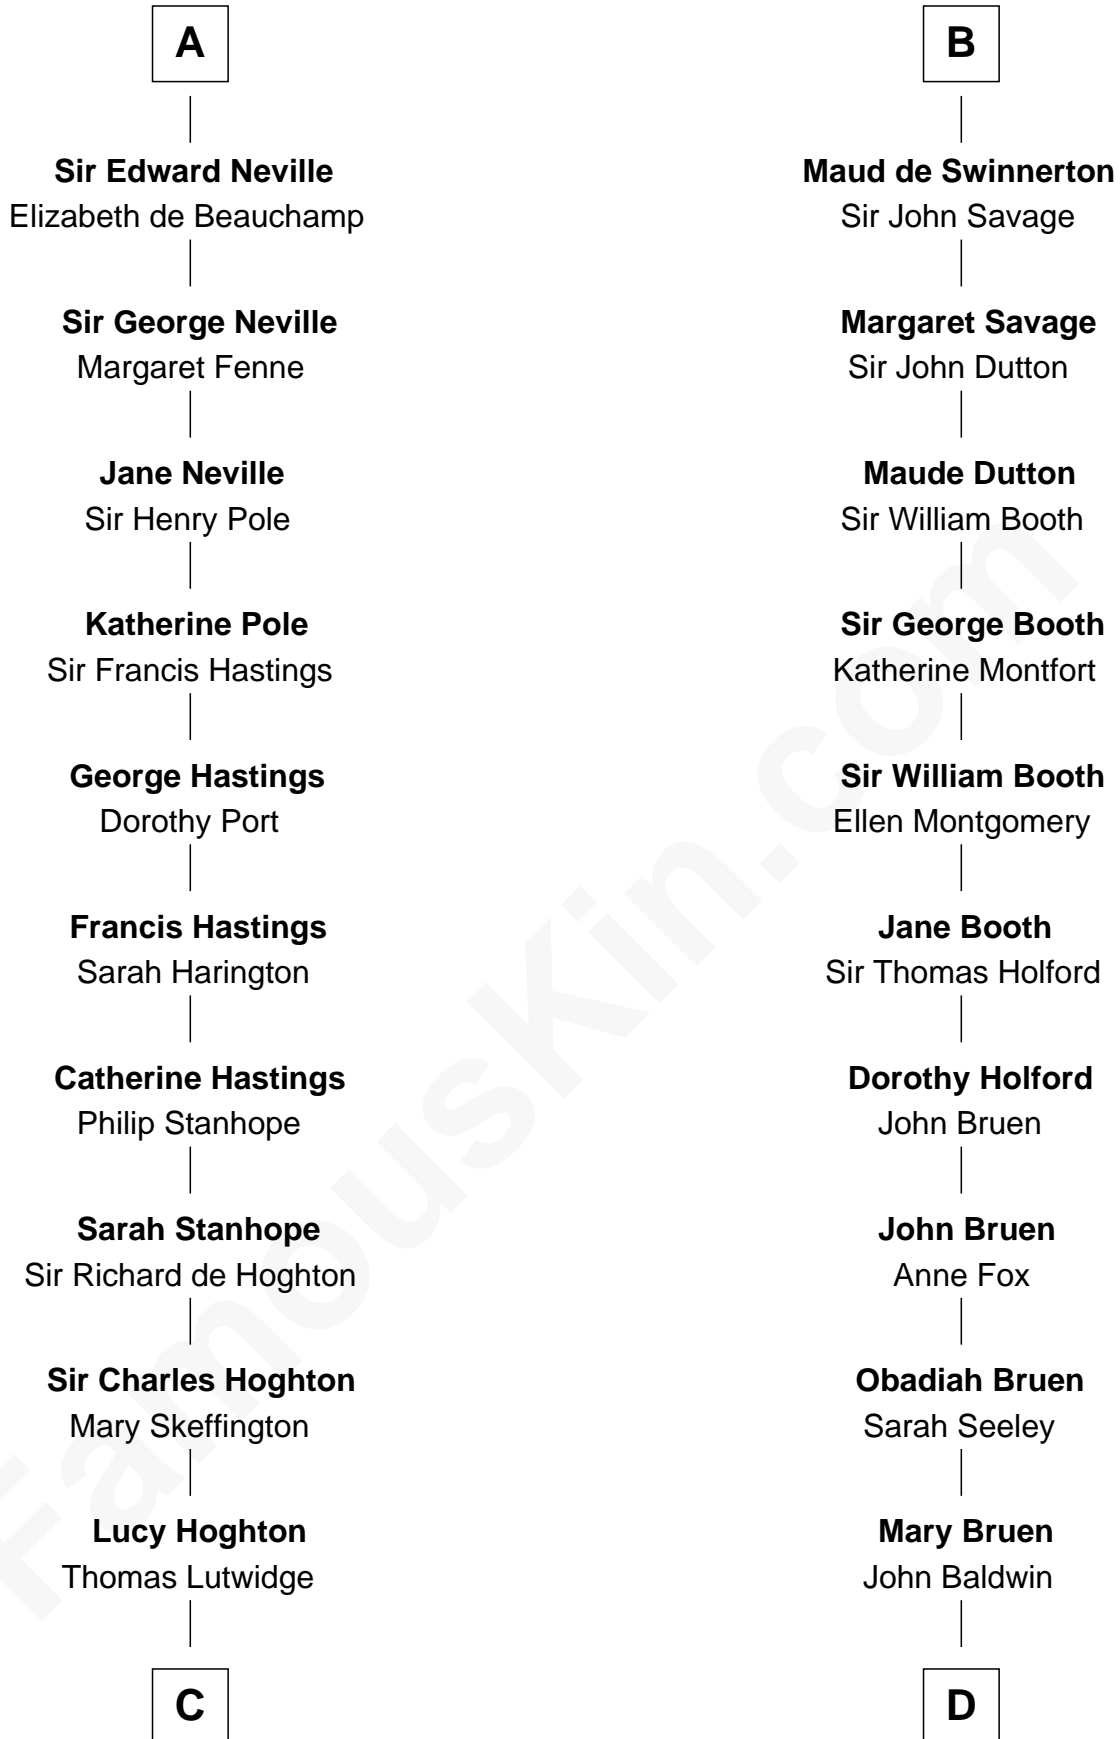 A
Sir Edward Neville
Elizabeth de Beauchamp
Sir George Neville
Margaret Fenne
Jane Neville
Sir Henry Pole
Katherine Pole
Sir Francis Hastings
George Hastings
Dorothy Port
Francis Hastings
Sarah Harington
Catherine Hastings
Philip Stanhope
Sarah Stanhope
Sir Richard de Hoghton
Sir Charles Hoghton
Mary Skeffington
Lucy Hoghton
Thomas Lutwidge
C
B
Maud de Swinnerton
Sir John Savage
Margaret Savage
Sir John Dutton
Maude Dutton
Sir William Booth
Sir George Booth
Katherine Montfort
Sir William Booth
Ellen Montgomery
Jane Booth
Sir Thomas Holford
Dorothy Holford
John Bruen
John Bruen
Anne Fox
Obadiah Bruen
Sarah Seeley
Mary Bruen
John Baldwin
D
FamousKin.com